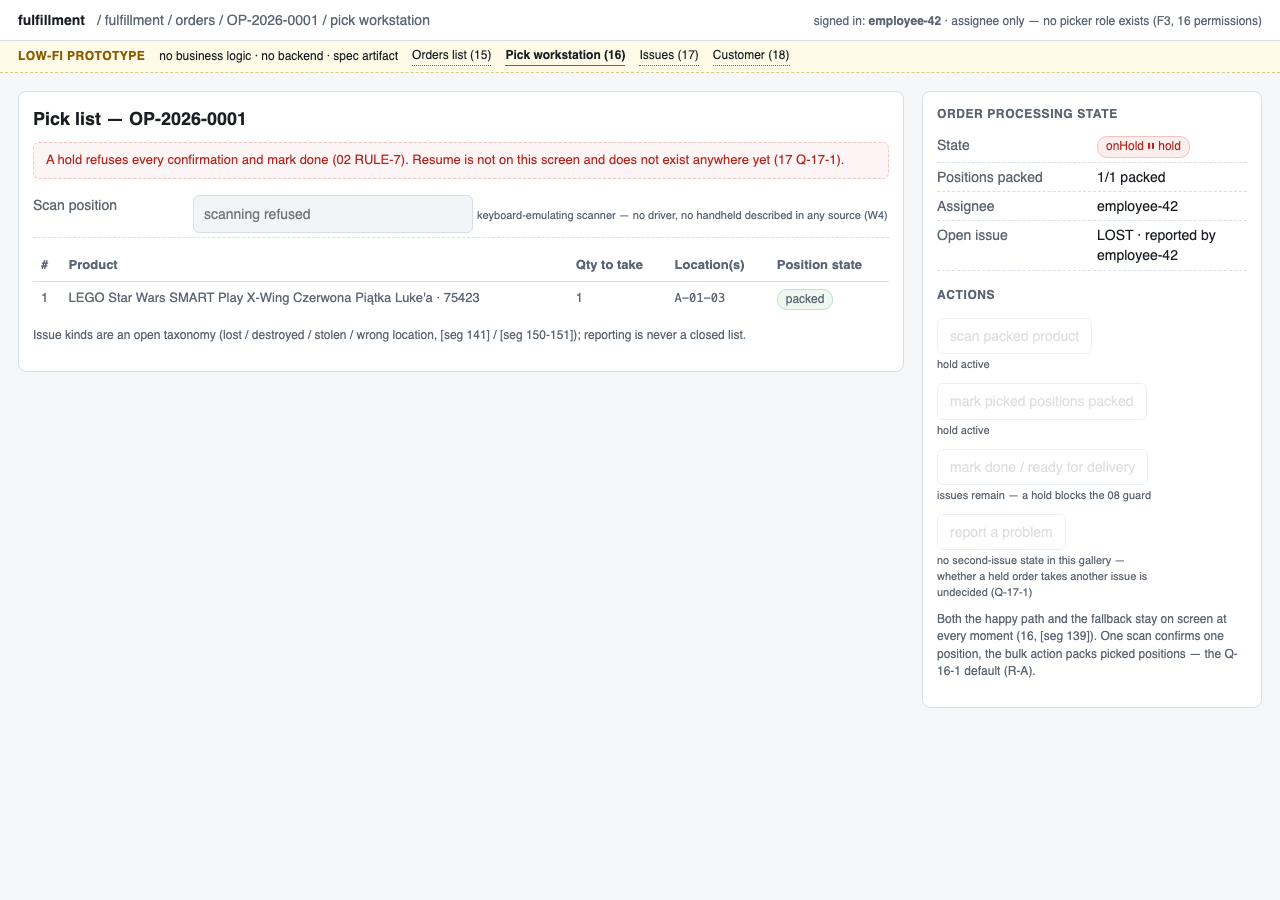 fulfillment / fulfillment / orders / OP-2026-0001 / pick workstation
signed in: employee-42 · assignee only — no picker role exists (F3, 16 permissions)
LOW-FI PROTOTYPE no business logic · no backend · spec artifact Orders list (15) Pick workstation (16) Issues (17) Customer (18)
Pick list — OP-2026-0001
A hold refuses every confirmation and mark done (02 RULE-7). Resume is not on this screen and does not exist anywhere yet (17 Q-17-1).
Scan position scanning refused keyboard-emulating scanner — no driver, no handheld described in any source (W4)
# Product Qty to take Location(s) Position state
1 LEGO Star Wars SMART Play X-Wing Czerwona Piątka Luke'a · 75423 1 A-01-03 packed
Issue kinds are an open taxonomy (lost / destroyed / stolen / wrong location, [seg 141] / [seg 150-151]); reporting is never a closed list.
ORDER PROCESSING STATE
State onHold ⏸ hold
Positions packed 1/1 packed
Assignee employee-42
Open issue LOST · reported by
employee-42
ACTIONS
scan packed product
hold active
mark picked positions packed
hold active
mark done / ready for delivery
issues remain — a hold blocks the 08 guard
report a problem
no second-issue state in this gallery —
whether a held order takes another issue is
undecided (Q-17-1)
Both the happy path and the fallback stay on screen at
every moment (16, [seg 139]). One scan confirms one
position, the bulk action packs picked positions — the Q-
16-1 default (R-A).